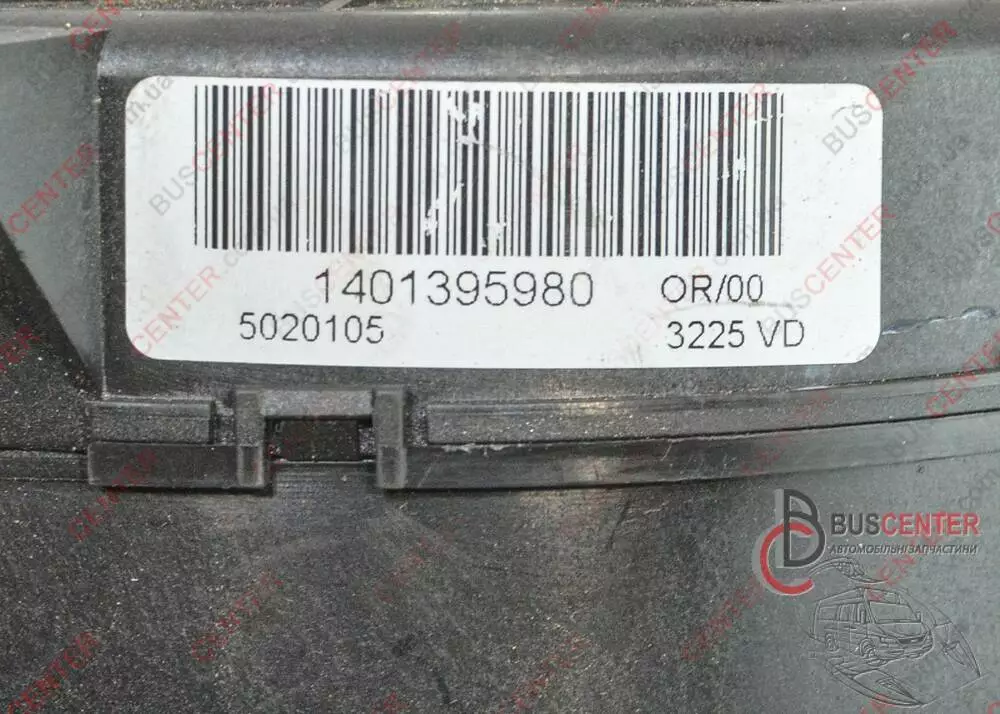 1401395980 OR/00
5020105 3225 VD
BUSCENTER
АВТОМОБІЛЬНІ ЗАПЧАСТИНИ